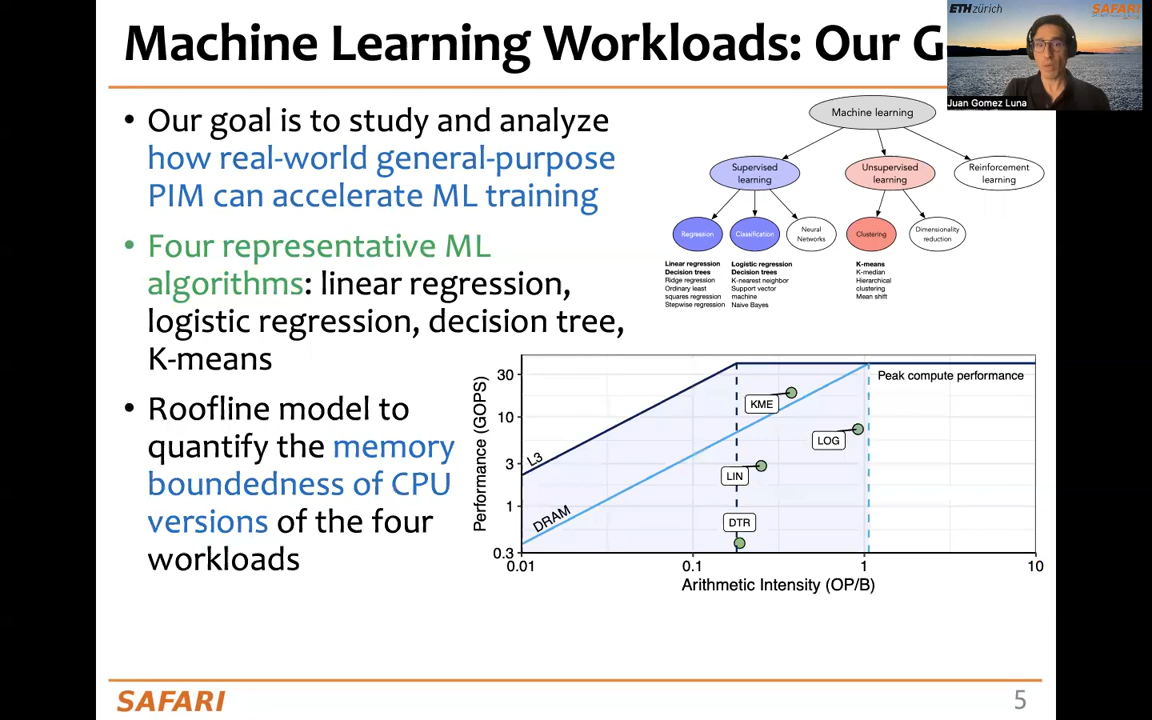 Machine Learning Workloads: Our G
ETH zürich
SAFARI
Juan Gomez Luna
• Our goal is to study and analyze
how real-world general-purpose
PIM can accelerate ML training
• Four representative ML
algorithms: linear regression,
logistic regression, decision tree,
K-means
• Roofline model to
quantify the memory
boundedness of CPU
versions of the four
workloads
Machine learning
Supervised
learning
Unsupervised
learning
Reinforcement
learning
Regression
Classification
Neural
Networks
Clustering
Dimensionality
reduction
Linear regression
Decision trees
Ridge regression
Ordinary least
squares regression
Stepwise regression
Logistic regression
Decision trees
K-nearest neighbor
Support vector
machine
Naive Bayes
K-means
K-median
Hierarchical
clustering
Mean shift
Performance (GOPS)
30
10
3
1
0.3
L3
DRAM
Peak compute performance
KME
LOG
LIN
DTR
0.01
0.1
1
10
Arithmetic Intensity (OP/B)
SAFARI
5